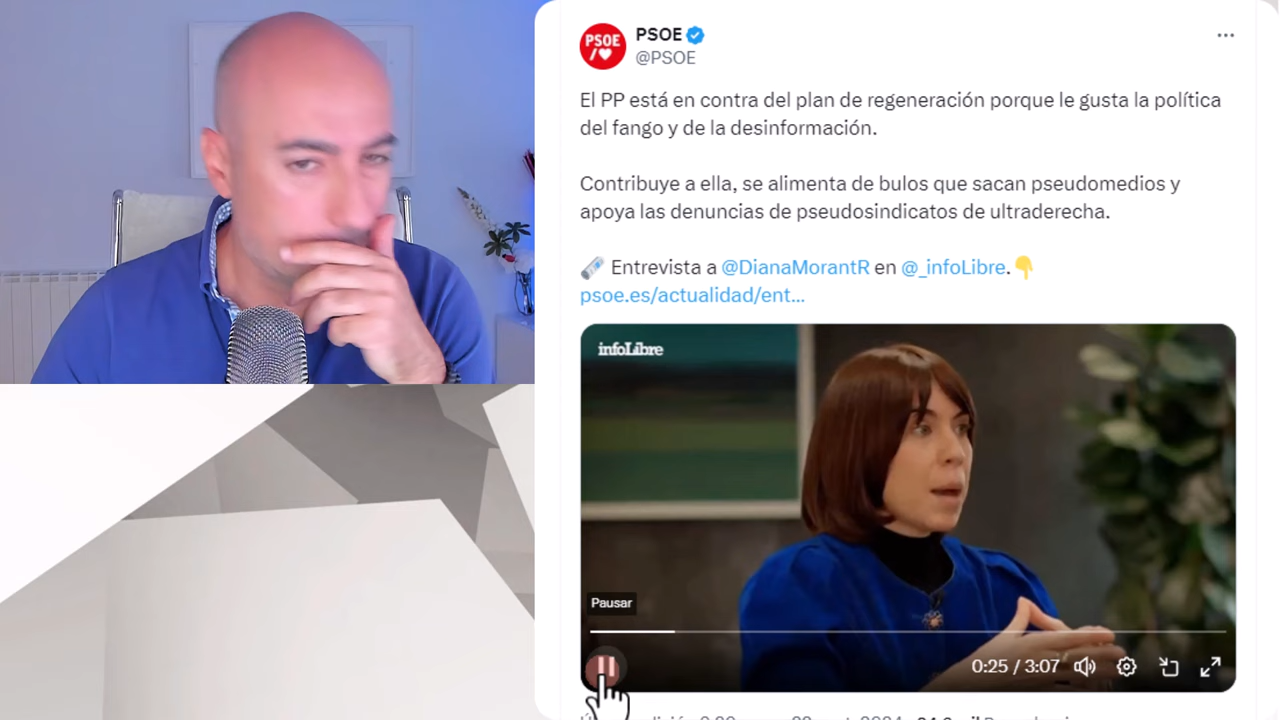 PSOE
PSOE
@PSOE
El PP está en contra del plan de regeneración porque le gusta la política
del fango y de la desinformación.
Contribuye a ella, se alimenta de bulos que sacan pseudomedios y
apoya las denuncias de pseudosindicatos de ultraderecha.
Entrevista a @DianaMorantR en @_infoLibre.
psoe.es/actualidad/ent...
infoLibre
Pausar
0:25 / 3:07